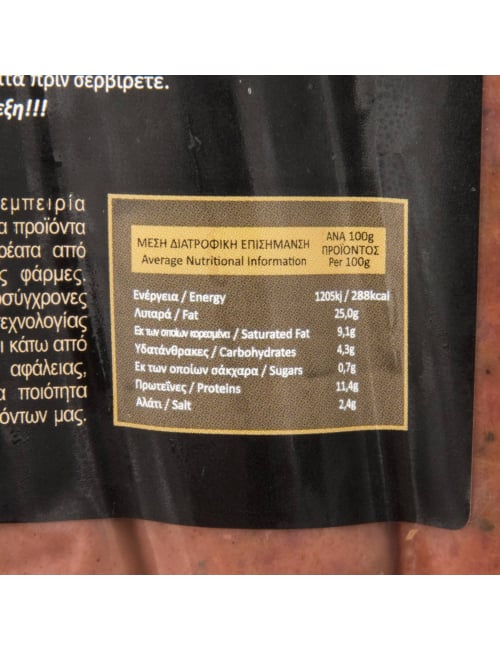 πριν σερβίρετε.
εμπειρία
προϊόντα
από
φάρμες,
τεχνολογίας
ι κάτω από
αφάλειας,
α ποιότητα
μας.
ΜΕΣΗ ΔΙΑΤΡΟΦΙΚΗ ΕΠΙΣΗΜΑΝΣΗ
Average Nutritional Information
ΑΝΑ 100g
ΠΡΟΪΟΝΤΟΣ
Per 100g
Ενέργεια / Energy 1205kj / 288kcal
Λιπαρά / Fat 25,0g
Εκ των οποίων κορεσμένα / Saturated Fat 9,1g
Υδατάνθρακες / Carbohydrates 4,3g
Εκ των οποίων σάκχαρα / Sugars 0,7g
Πρωτεΐνες / Proteins 11,4g
Αλάτι / Salt 2,4g